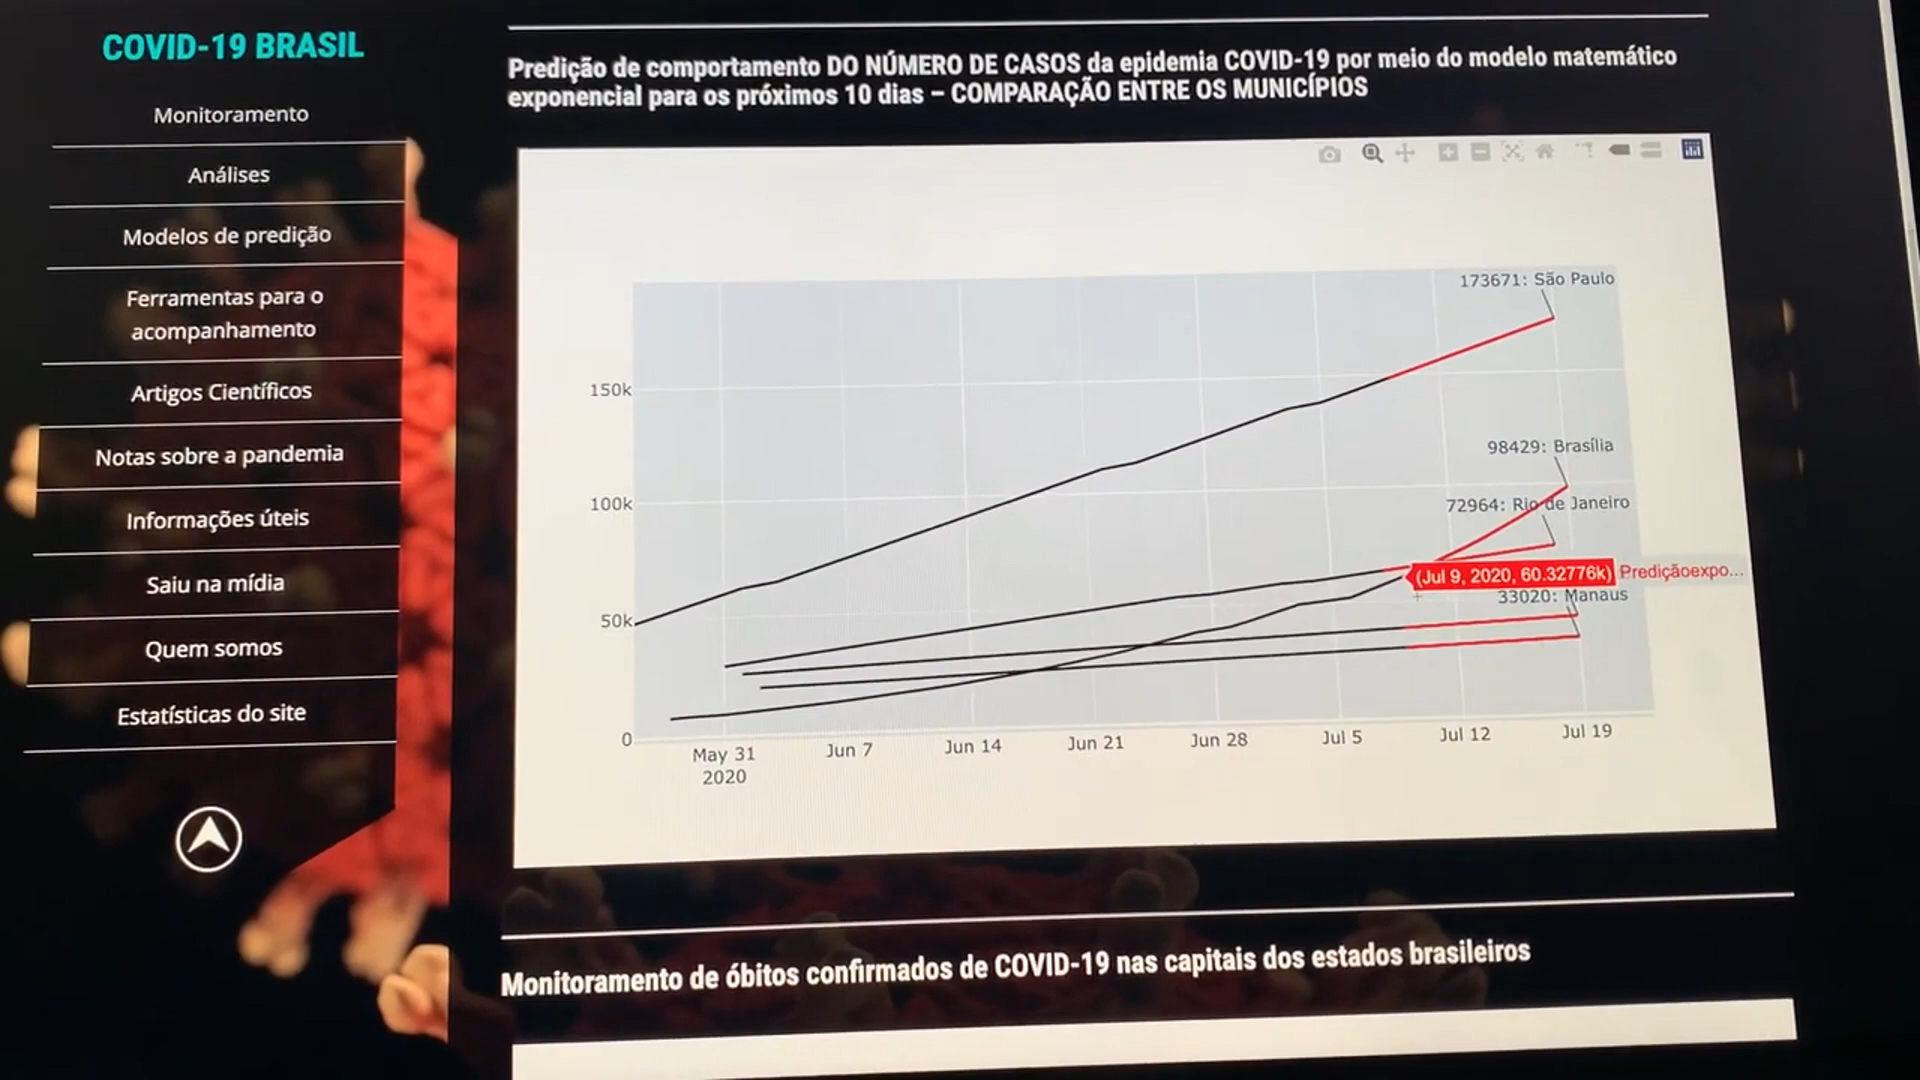 COVID-19 BRASIL
Monitoramento
Análises
Modelos de predição
Ferramentas para o
acompanhamento
Artigos Científicos
Notas sobre a pandemia
Informações úteis
Saiu na mídia
Quem somos
Estatísticas do site
Predição de comportamento DO NÚMERO DE CASOS da epidemia COVID-19 por meio do modelo matemático
exponencial para os próximos 10 dias – COMPARAÇÃO ENTRE OS MUNICÍPIOS
173671: São Paulo
150k
98429: Brasília
100k
72964: Rio de Janeiro
(Jul 9, 2020, 60.32776k) Prediçãoexpo...
33020: Manaus
50k
0
May 31
2020
Jun 7
Jun 14
Jun 21
Jun 28
Jul 5
Jul 12
Jul 19
Monitoramento de óbitos confirmados de COVID-19 nas capitais dos estados brasileiros